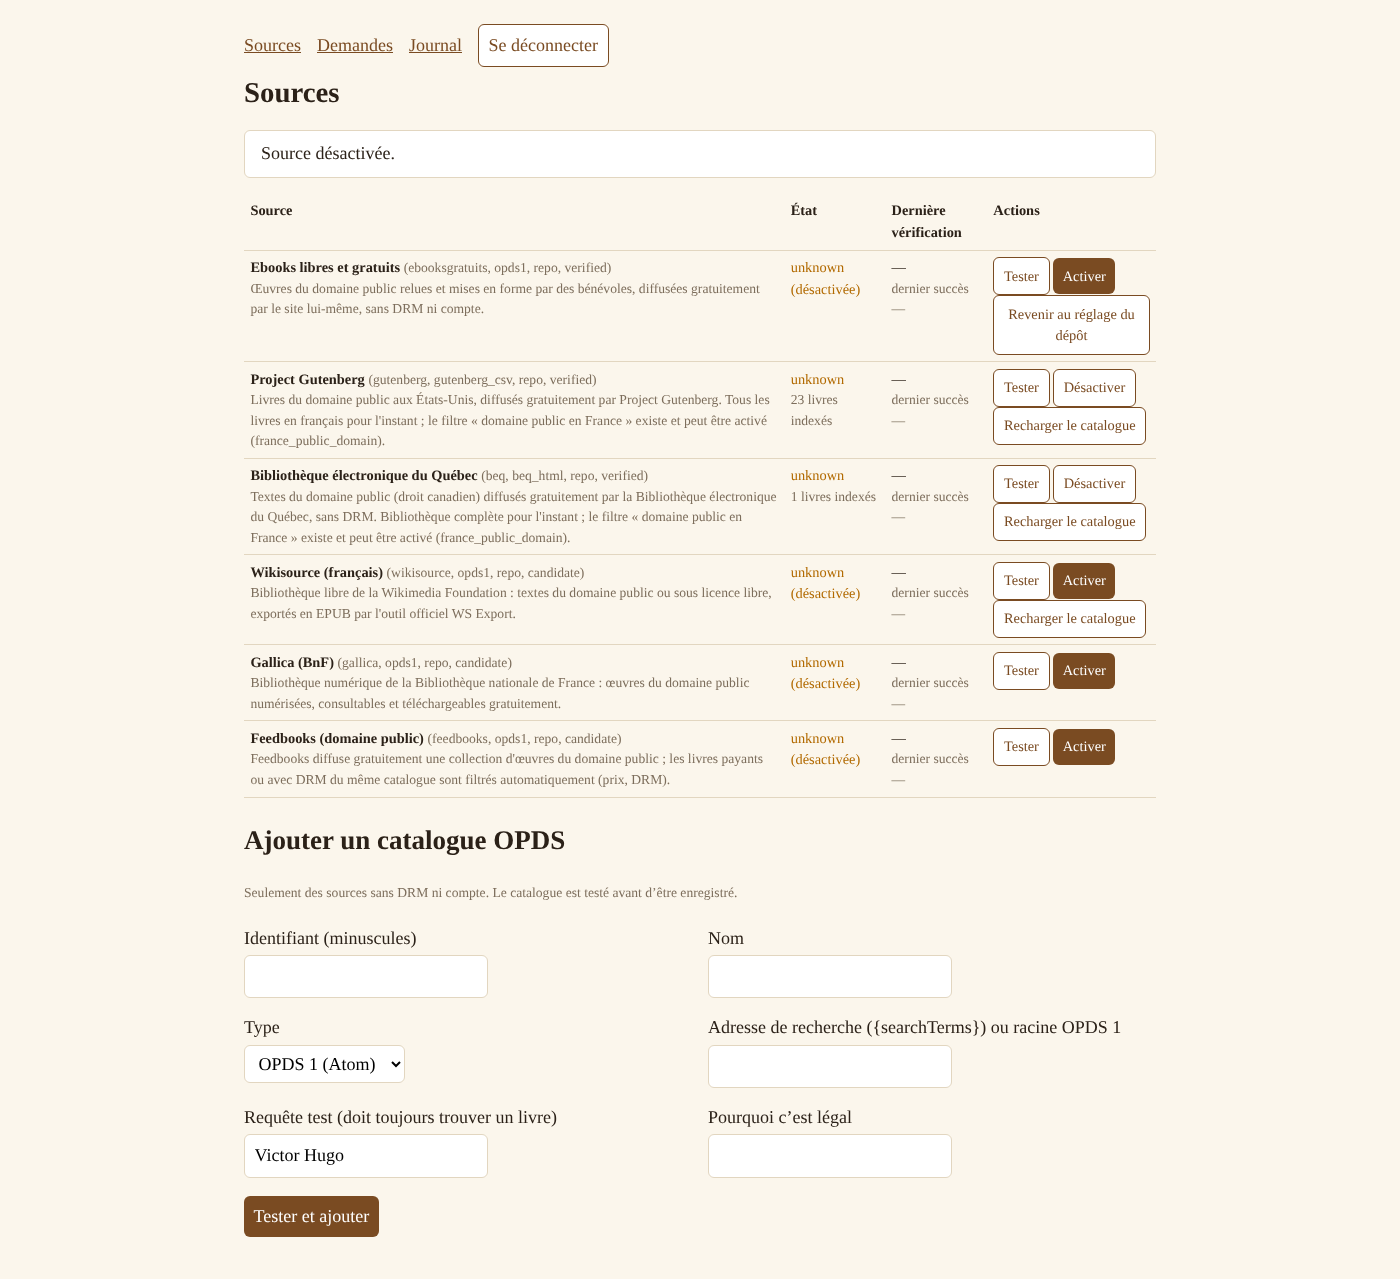 Sources Demandes Journal Se déconnecter
Sources
Source désactivée.
Source État Dernière vérification Actions
Ebooks libres et gratuits (ebooksgratuits, opds1, repo, verified)
Œuvres du domaine public relues et mises en forme par des bénévoles, diffusées gratuitement
par le site lui-même, sans DRM ni compte.
unknown
(désactivée)
—
dernier succès
—
Tester Activer
Revenir au réglage du
dépôt
Project Gutenberg (gutenberg, gutenberg_csv, repo, verified)
Livres du domaine public aux États-Unis, diffusés gratuitement par Project Gutenberg. Tous les
livres en français pour l'instant ; le filtre « domaine public en France » existe et peut être activé
(france_public_domain).
unknown
23 livres
indexés
—
dernier succès
—
Tester Désactiver
Recharger le catalogue
Bibliothèque électronique du Québec (beq, beq_html, repo, verified)
Textes du domaine public (droit canadien) diffusés gratuitement par la Bibliothèque électronique
du Québec, sans DRM. Bibliothèque complète pour l'instant ; le filtre « domaine public en
France » existe et peut être activé (france_public_domain).
unknown
1 livres indexés
—
dernier succès
—
Tester Désactiver
Recharger le catalogue
Wikisource (français) (wikisource, opds1, repo, candidate)
Bibliothèque libre de la Wikimedia Foundation : textes du domaine public ou sous licence libre,
exportés en EPUB par l'outil officiel WS Export.
unknown
(désactivée)
—
dernier succès
—
Tester Activer
Recharger le catalogue
Gallica (BnF) (gallica, opds1, repo, candidate)
Bibliothèque numérique de la Bibliothèque nationale de France : œuvres du domaine public
numérisées, consultables et téléchargeables gratuitement.
unknown
(désactivée)
—
dernier succès
—
Tester Activer
Feedbooks (domaine public) (feedbooks, opds1, repo, candidate)
Feedbooks diffuse gratuitement une collection d'œuvres du domaine public ; les livres payants
ou avec DRM du même catalogue sont filtrés automatiquement (prix, DRM).
unknown
(désactivée)
—
dernier succès
—
Tester Activer
Ajouter un catalogue OPDS
Seulement des sources sans DRM ni compte. Le catalogue est testé avant d’être enregistré.
Identifiant (minuscules)
Nom
Type
OPDS 1 (Atom)
Adresse de recherche ({searchTerms}) ou racine OPDS 1
Requête test (doit toujours trouver un livre)
Victor Hugo
Pourquoi c’est légal
Tester et ajouter